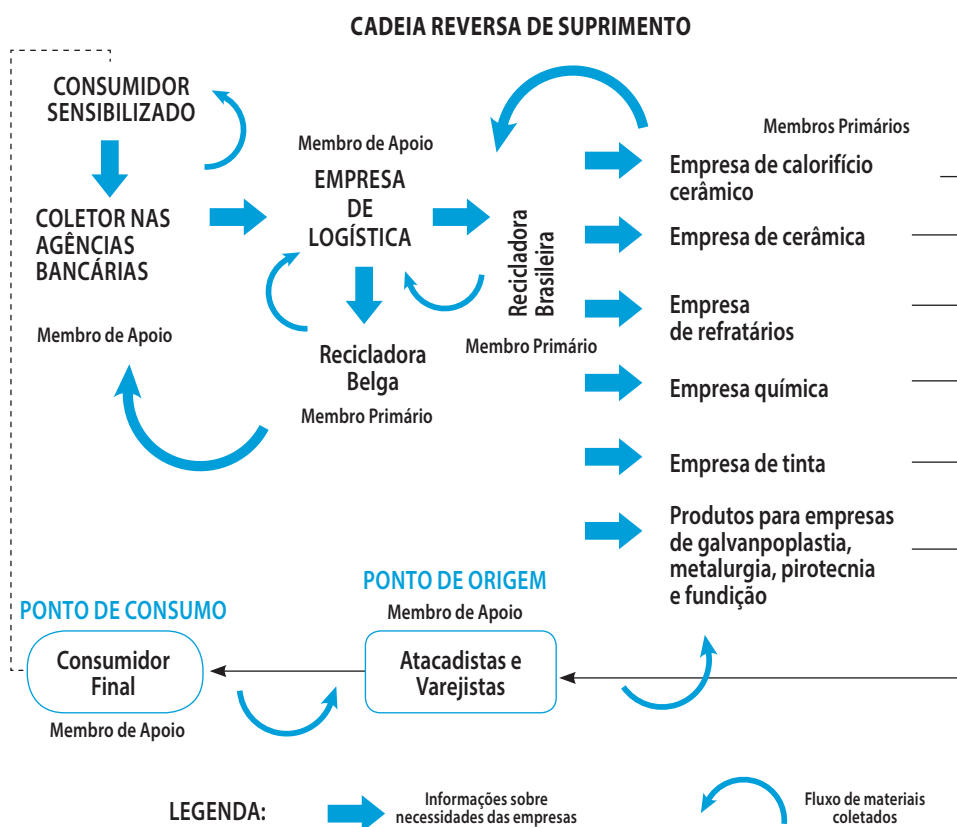 CADEIA REVERSA DE SUPRIMENTO
CONSUMIDOR
SENSIBILIZADO
COLETOR NAS
AGÊNCIAS
BANCÁRIAS
Membro de Apoio
Membro de Apoio
EMPRESA
DE
LOGÍSTICA
Recicladora
Belga
Membro Primário
Recicladora
Brasileira
Membro Primário
Membros Primários
Empresa de calorifício
cerâmico
Empresa de cerâmica
Empresa
de refratários
Empresa química
Empresa de tinta
Produtos para empresas
de galvanpoplastia,
metalurgia, pirotecnia
e fundição
PONTO DE CONSUMO
Consumidor
Final
Membro de Apoio
PONTO DE ORIGEM
Membro de Apoio
Atacadistas e
Varejistas
LEGENDA:
Informações sobre
necessidades das empresas
Fluxo de materiais
coletados